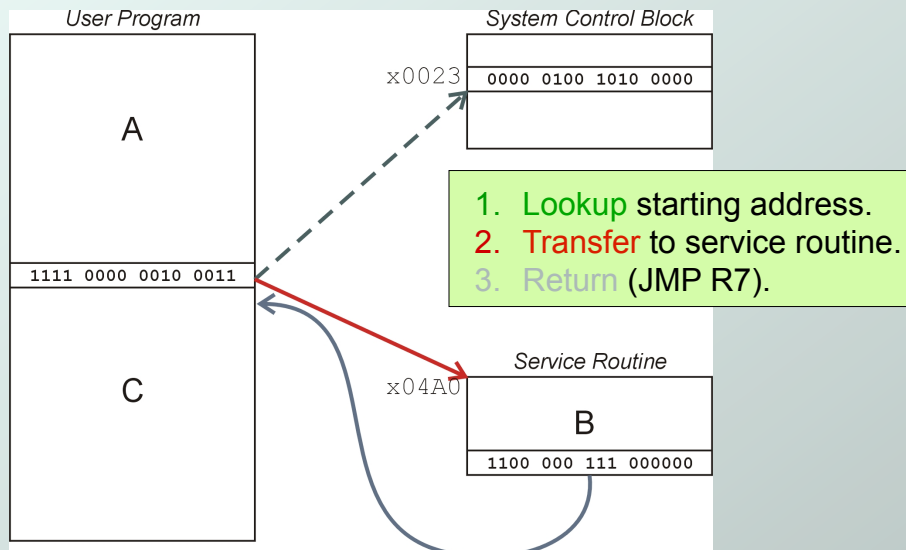 User Program
System Control Block
x0023
0000 0100 1010 0000
A
1. Lookup starting address.
2. Transfer to service routine.
3. Return (JMP R7).
1111 0000 0010 0011
Service Routine
x04A0
C
B
1100 000 111 000000